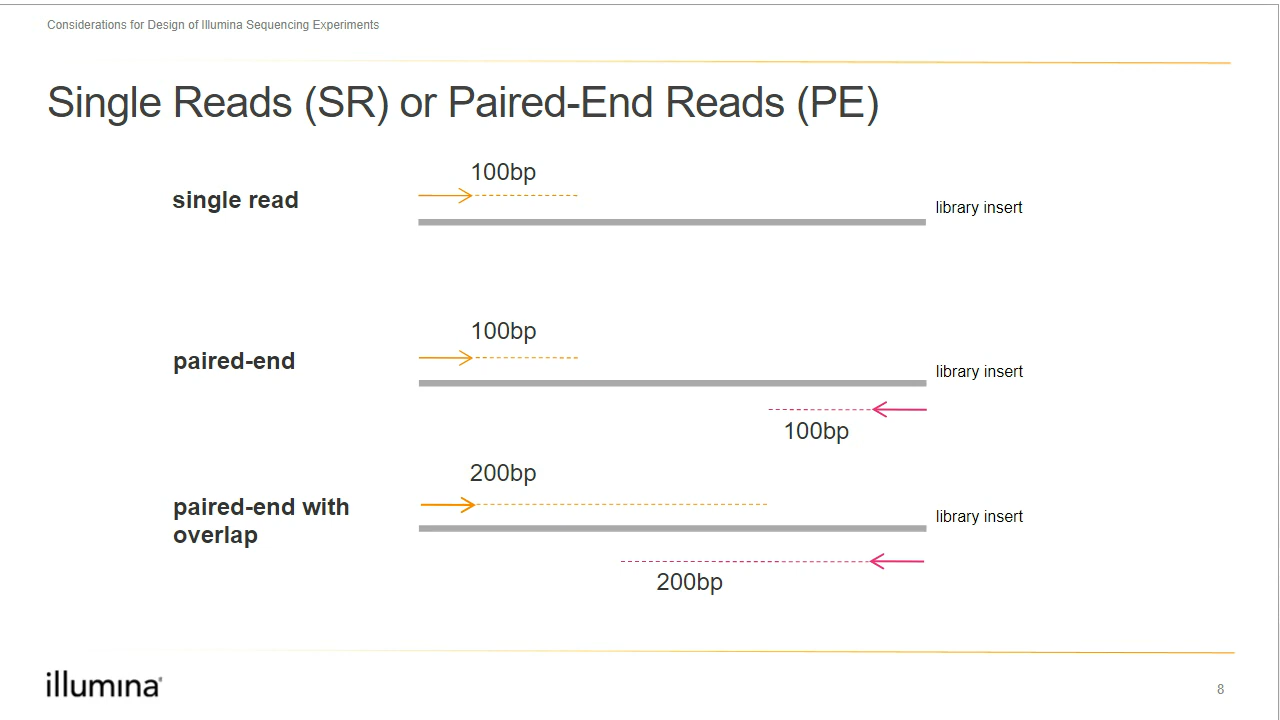 Considerations for Design of Illumina Sequencing Experiments
Single Reads (SR) or Paired-End Reads (PE)
100bp
single read
library insert
100bp
paired-end
library insert
100bp
200bp
paired-end with
overlap
library insert
200bp
illumina®
8